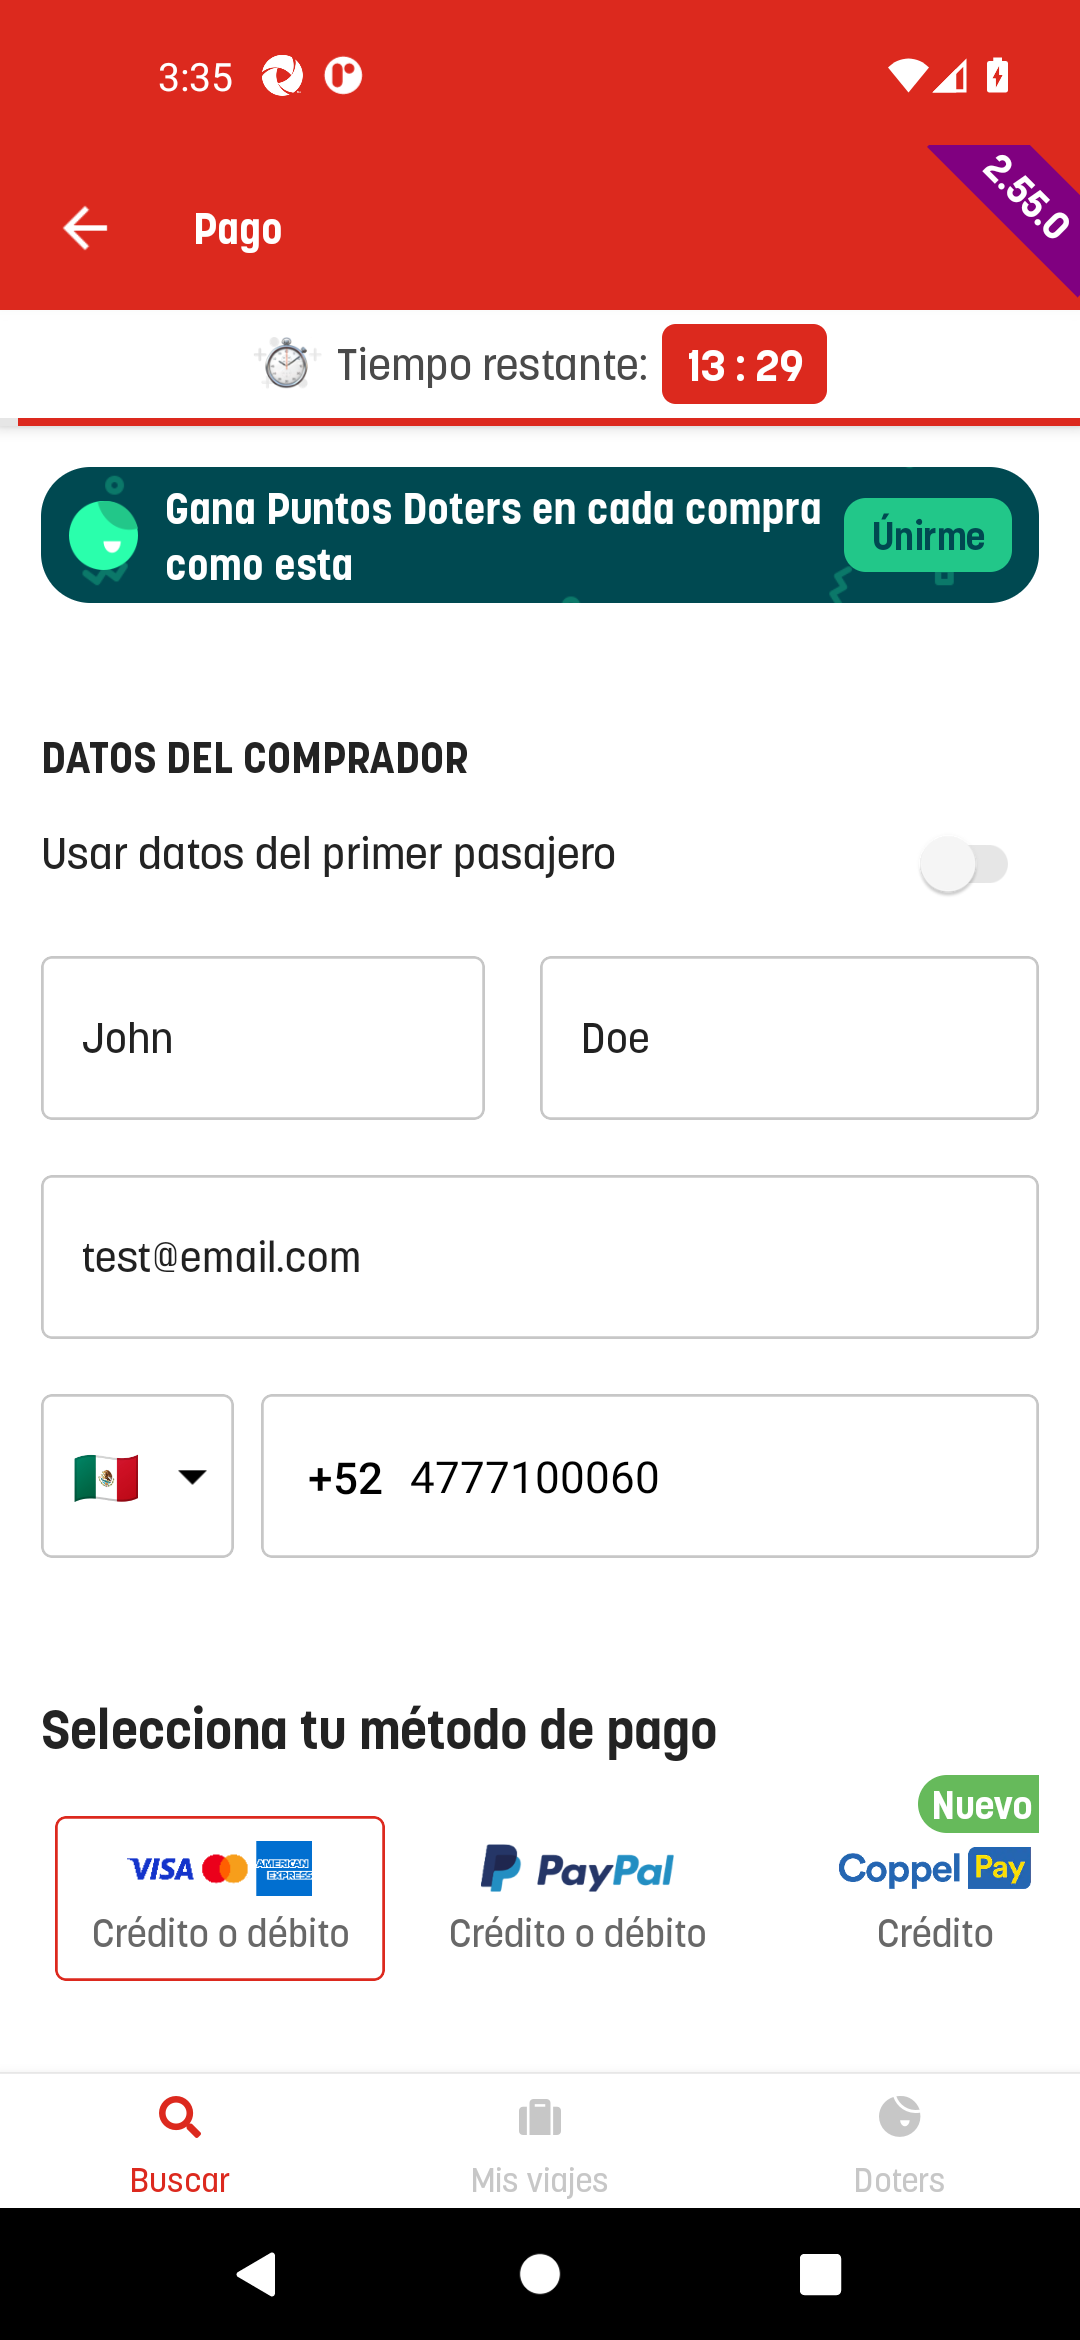 3:35
2.55.0
Pago
Tiempo restante: 13 : 29
Gana Puntos Doters en cada compra
como esta
Únirme
DATOS DEL COMPRADOR
Usar datos del primer pasajero
John
Doe
test@email.com
+52 4777100060
Selecciona tu método de pago
Nuevo
VISA AMERICAN EXPRESS
PayPal
Coppel Pay
Crédito o débito
Crédito o débito
Crédito
Buscar
Mis viajes
Doters